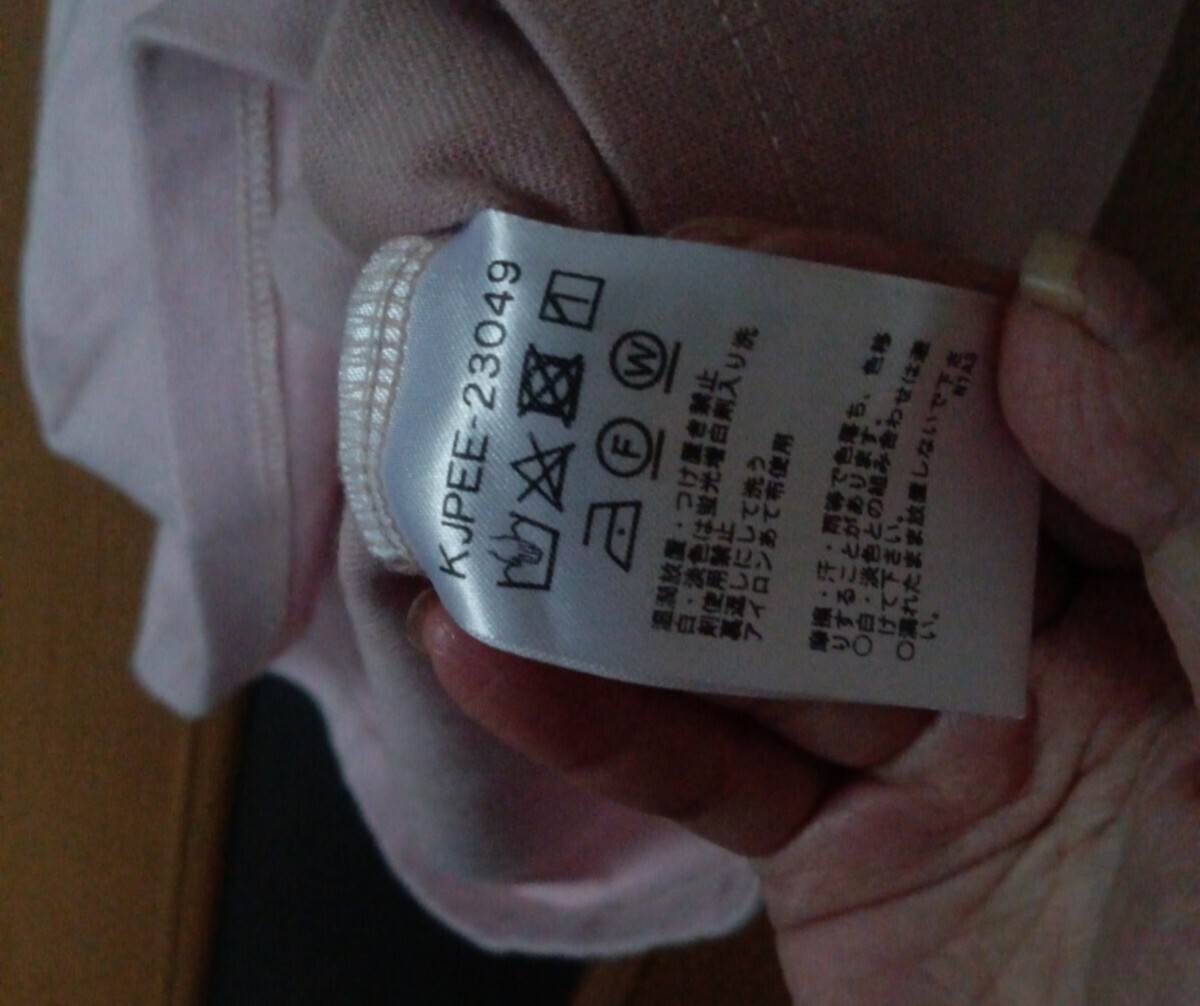 KJPEE-23049
F
W
温潤放置・つけ置き禁止
白・淡色は蛍光増白剤入り洗
剤使用禁止
裏返しにして洗う
アイロンあて布使用
摩擦・汗・雨等で色落ち、色移
りすることがあります。
○白・淡色との組み合わせは避
けて下さい。
○濡れたまま放置しないで下さ
い。